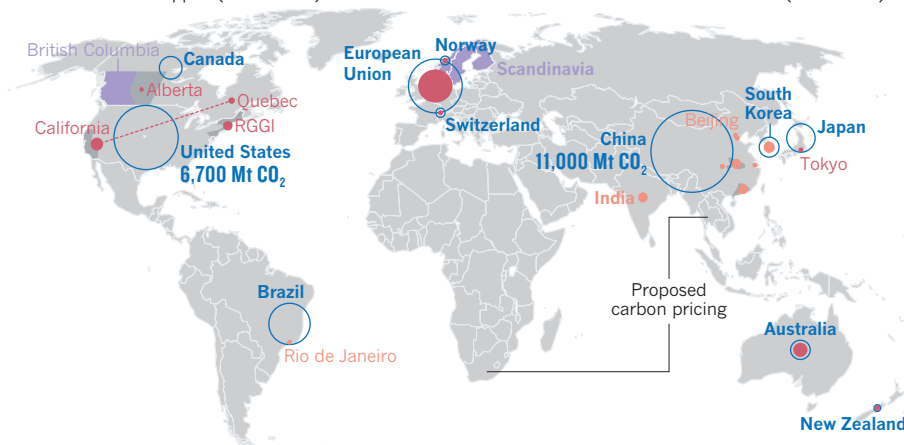 British Columbia
Canada
Alberta
Quebec
California
RGGI
United States
6,700 Mt CO₂
European
Union
Norway
Scandinavia
Switzerland
China
11,000 Mt CO₂
Beijing
South
Korea
Japan
Tokyo
India
Proposed
carbon pricing
Brazil
Rio de Janeiro
Australia
New Zealand